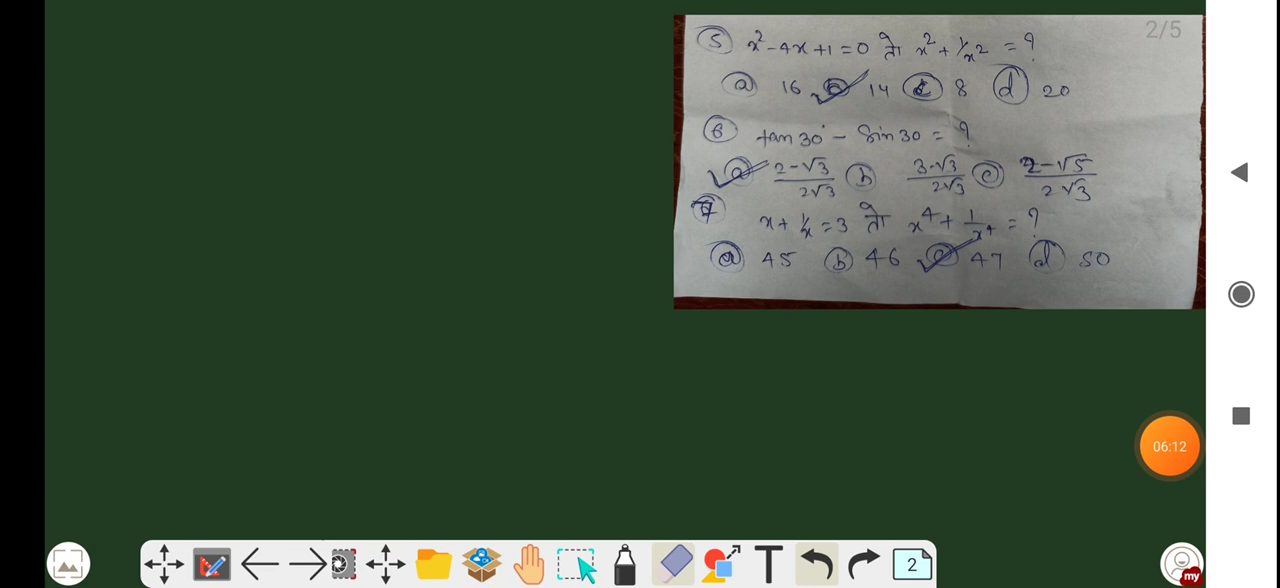 2/5
⑤ x² - 4x + 1 = 0 तो x² + 1/x² = ?
ⓐ 16 ⓑ 14 ⓒ 8 ⓓ 20
⑥ tan 30° - Sin 30 = ?
ⓐ 2-√3/2√3 ⓑ 3-√3/2√3 ⓒ 2-√5/2√3
⑦ x + 1/x = 3 तो x⁴ + 1/x⁴ = ?
ⓐ 45 ⓑ 46 ⓒ 47 ⓓ 50
06:12
T
2
my